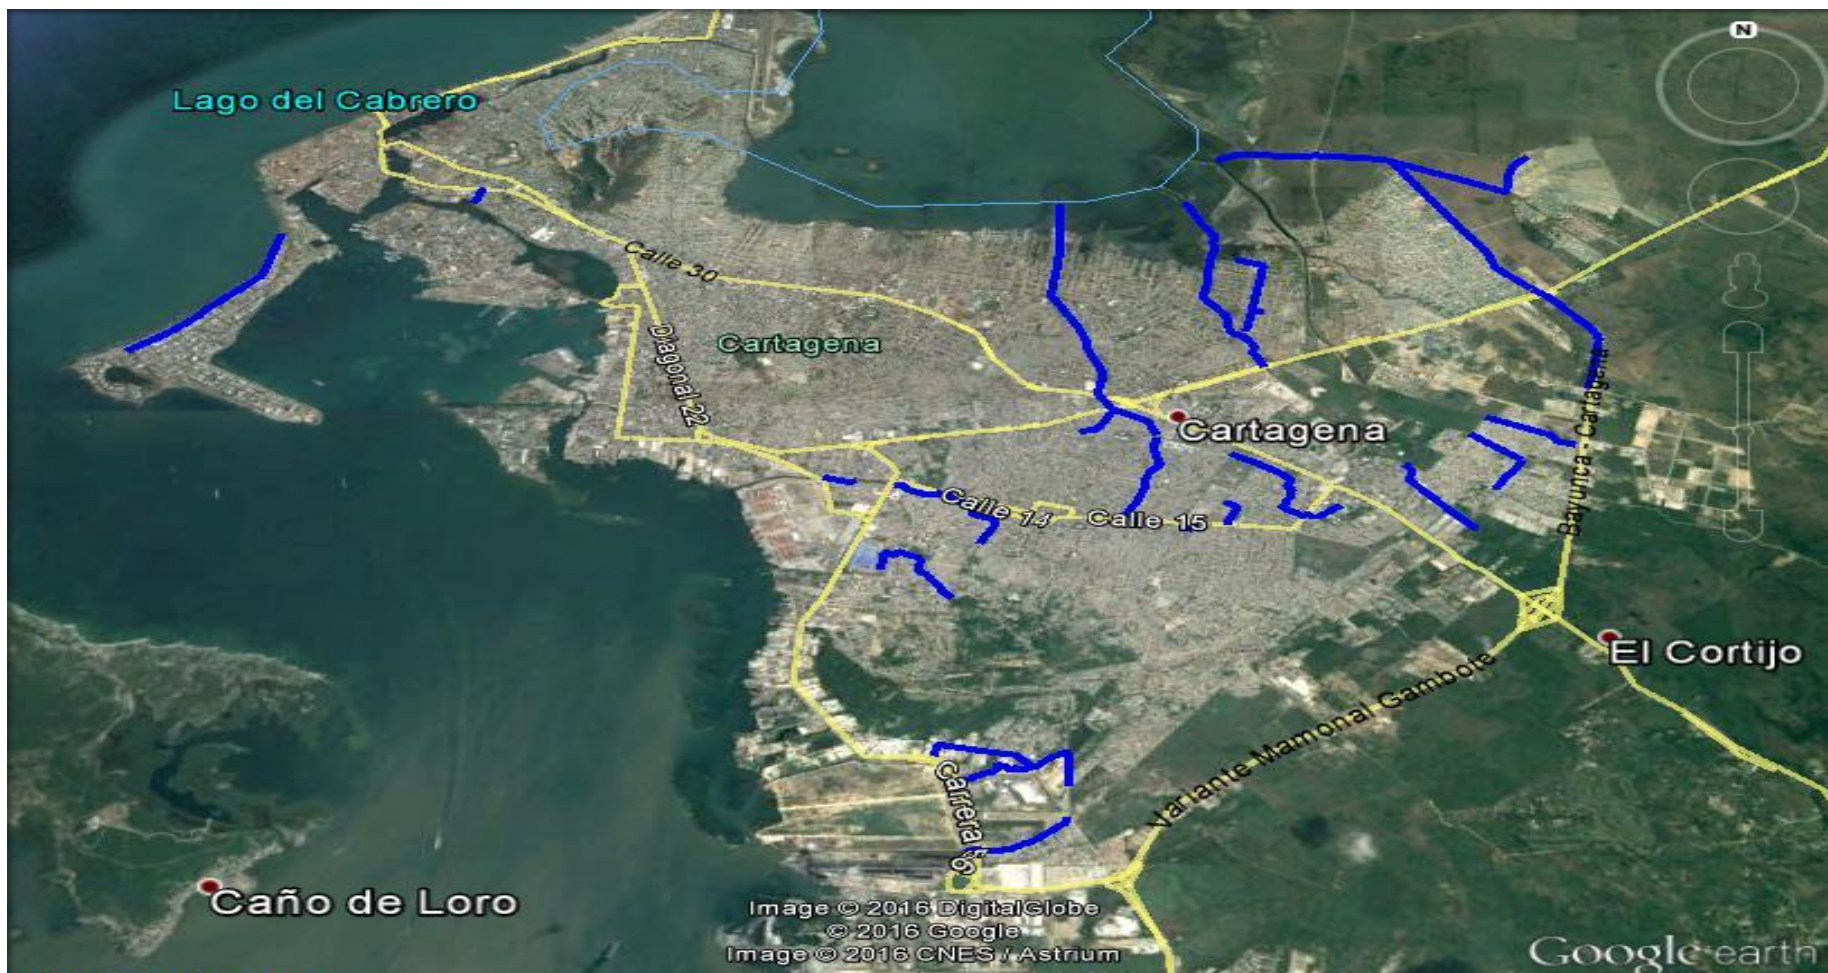 N
Lago del Cabrero
Calle 30
Diagonal 22
Cartagena
Cartagena
Bayunca - Cartagena
Calle 14
Calle 15
El Cortijo
Variante Mamonal Gambote
Carrera 56
Caño de Loro
Image © 2016 DigitalGlobe
© 2016 Google
Image © 2016 CNES / Astrium
Google earth